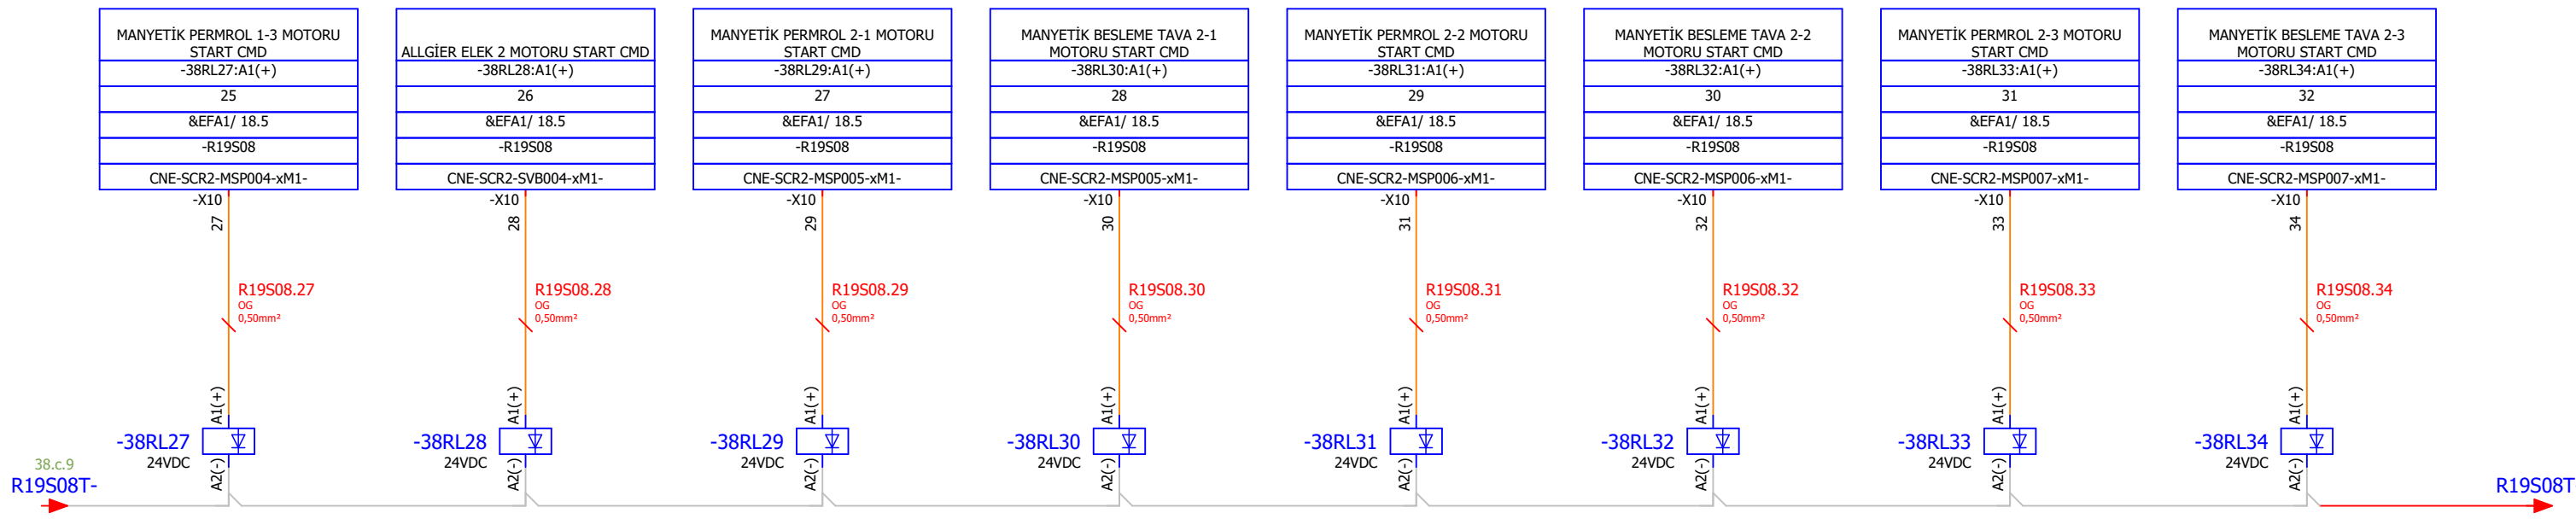 MANYETİK PERMROL 1-3 MOTORU
START CMD
-38RL27:A1(+)
25
&EFA1/ 18.5
-R19S08
CNE-SCR2-MSP004-xM1-
-X10
27
R19S08.27
OG
0,50mm²
A1(+)
-38RL27
24VDC
A2(-)
ALLGİER ELEK 2 MOTORU START CMD
-38RL28:A1(+)
26
&EFA1/ 18.5
-R19S08
CNE-SCR2-SVB004-xM1-
-X10
28
R19S08.28
OG
0,50mm²
A1(+)
-38RL28
24VDC
A2(-)
MANYETİK PERMROL 2-1 MOTORU
START CMD
-38RL29:A1(+)
27
&EFA1/ 18.5
-R19S08
CNE-SCR2-MSP005-xM1-
-X10
29
R19S08.29
OG
0,50mm²
A1(+)
-38RL29
24VDC
A2(-)
MANYETİK BESLEME TAVA 2-1
MOTORU START CMD
-38RL30:A1(+)
28
&EFA1/ 18.5
-R19S08
CNE-SCR2-MSP005-xM1-
-X10
30
R19S08.30
OG
0,50mm²
A1(+)
-38RL30
24VDC
A2(-)
MANYETİK PERMROL 2-2 MOTORU
START CMD
-38RL31:A1(+)
29
&EFA1/ 18.5
-R19S08
CNE-SCR2-MSP006-xM1-
-X10
31
R19S08.31
OG
0,50mm²
A1(+)
-38RL31
24VDC
A2(-)
MANYETİK BESLEME TAVA 2-2
MOTORU START CMD
-38RL32:A1(+)
30
&EFA1/ 18.5
-R19S08
CNE-SCR2-MSP006-xM1-
-X10
32
R19S08.32
OG
0,50mm²
A1(+)
-38RL32
24VDC
A2(-)
MANYETİK PERMROL 2-3 MOTORU
START CMD
-38RL33:A1(+)
31
&EFA1/ 18.5
-R19S08
CNE-SCR2-MSP007-xM1-
-X10
33
R19S08.33
OG
0,50mm²
A1(+)
-38RL33
24VDC
A2(-)
MANYETİK BESLEME TAVA 2-3
MOTORU START CMD
-38RL34:A1(+)
32
&EFA1/ 18.5
-R19S08
CNE-SCR2-MSP007-xM1-
-X10
34
R19S08.34
OG
0,50mm²
A1(+)
-38RL34
24VDC
A2(-)
38.c.9
R19S08T-
R19S08T